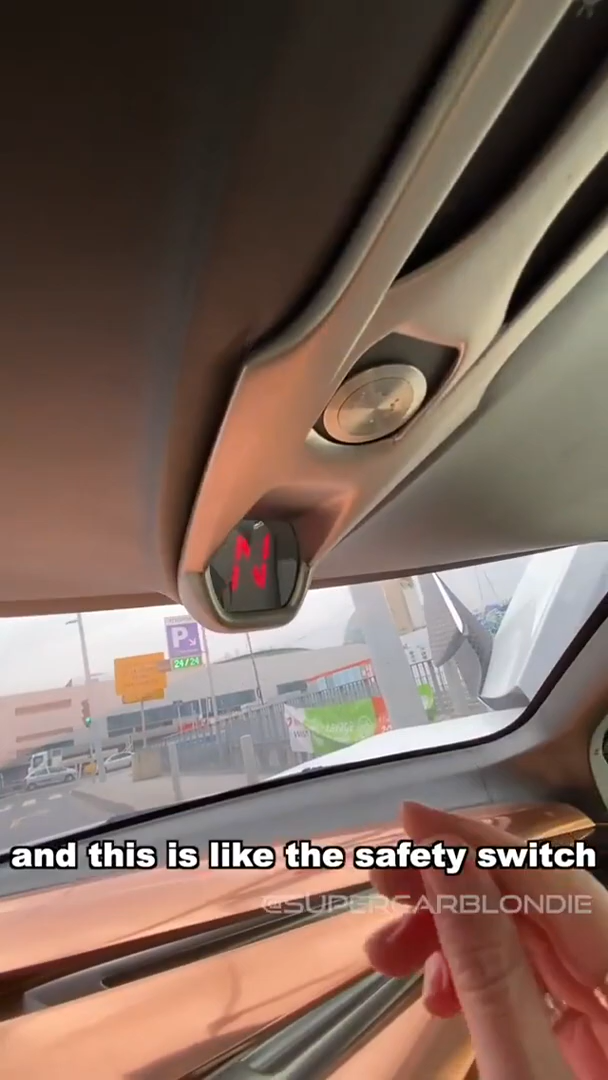 N
P
24/24
and this is like the safety switch
@SUPERCARBLONDIE